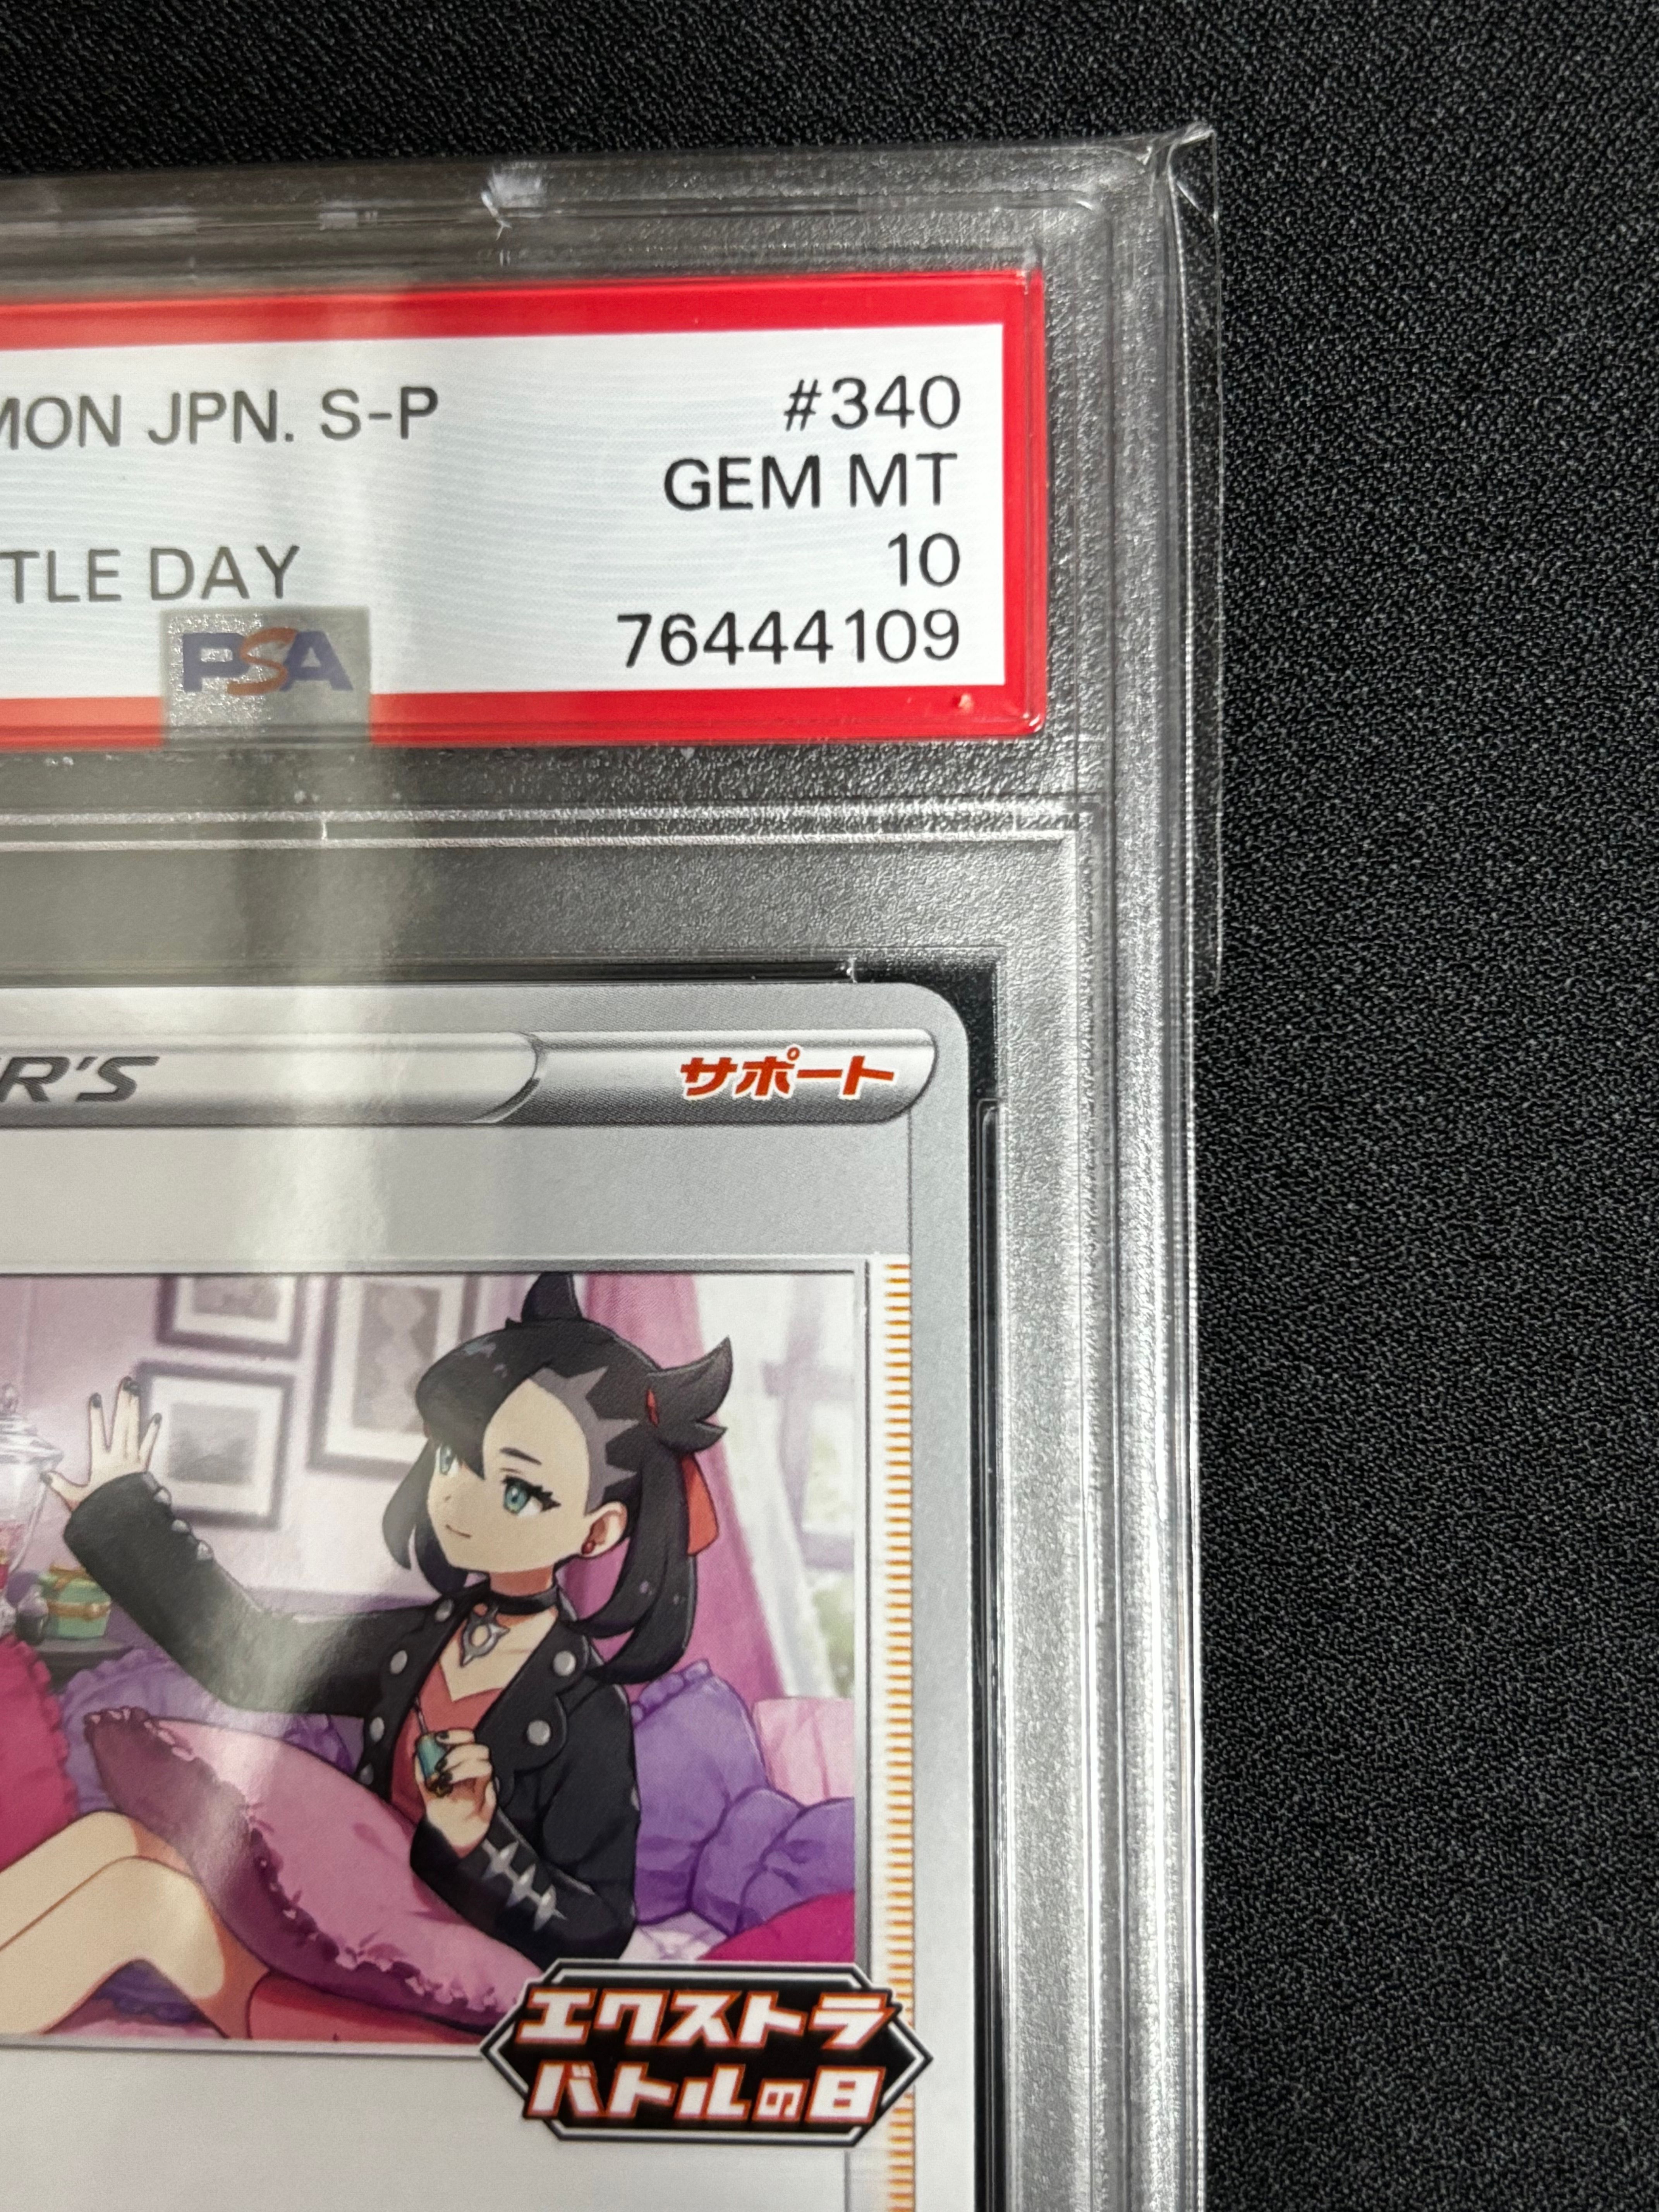 MON JPN. S-P #340
GEM MT
TLE DAY 10
PSA 76444109
R'S サポート
エクストラ
バトルの日